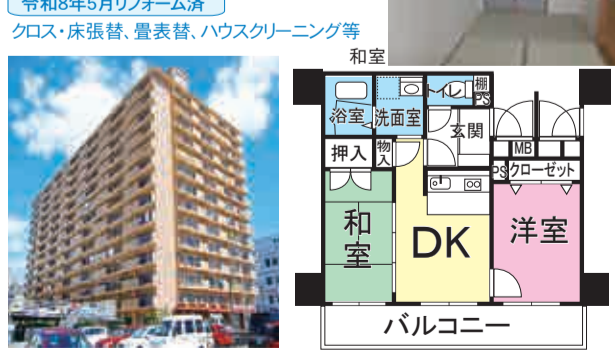 令和8年5月リフォーム済
クロス・床張替、畳表替、ハウスクリーニング等
和室
浴室
洗面室
トイレ
棚
PS
玄関
押入
物入
MB
PS
クローゼット
和室
DK
洋室
バルコニー